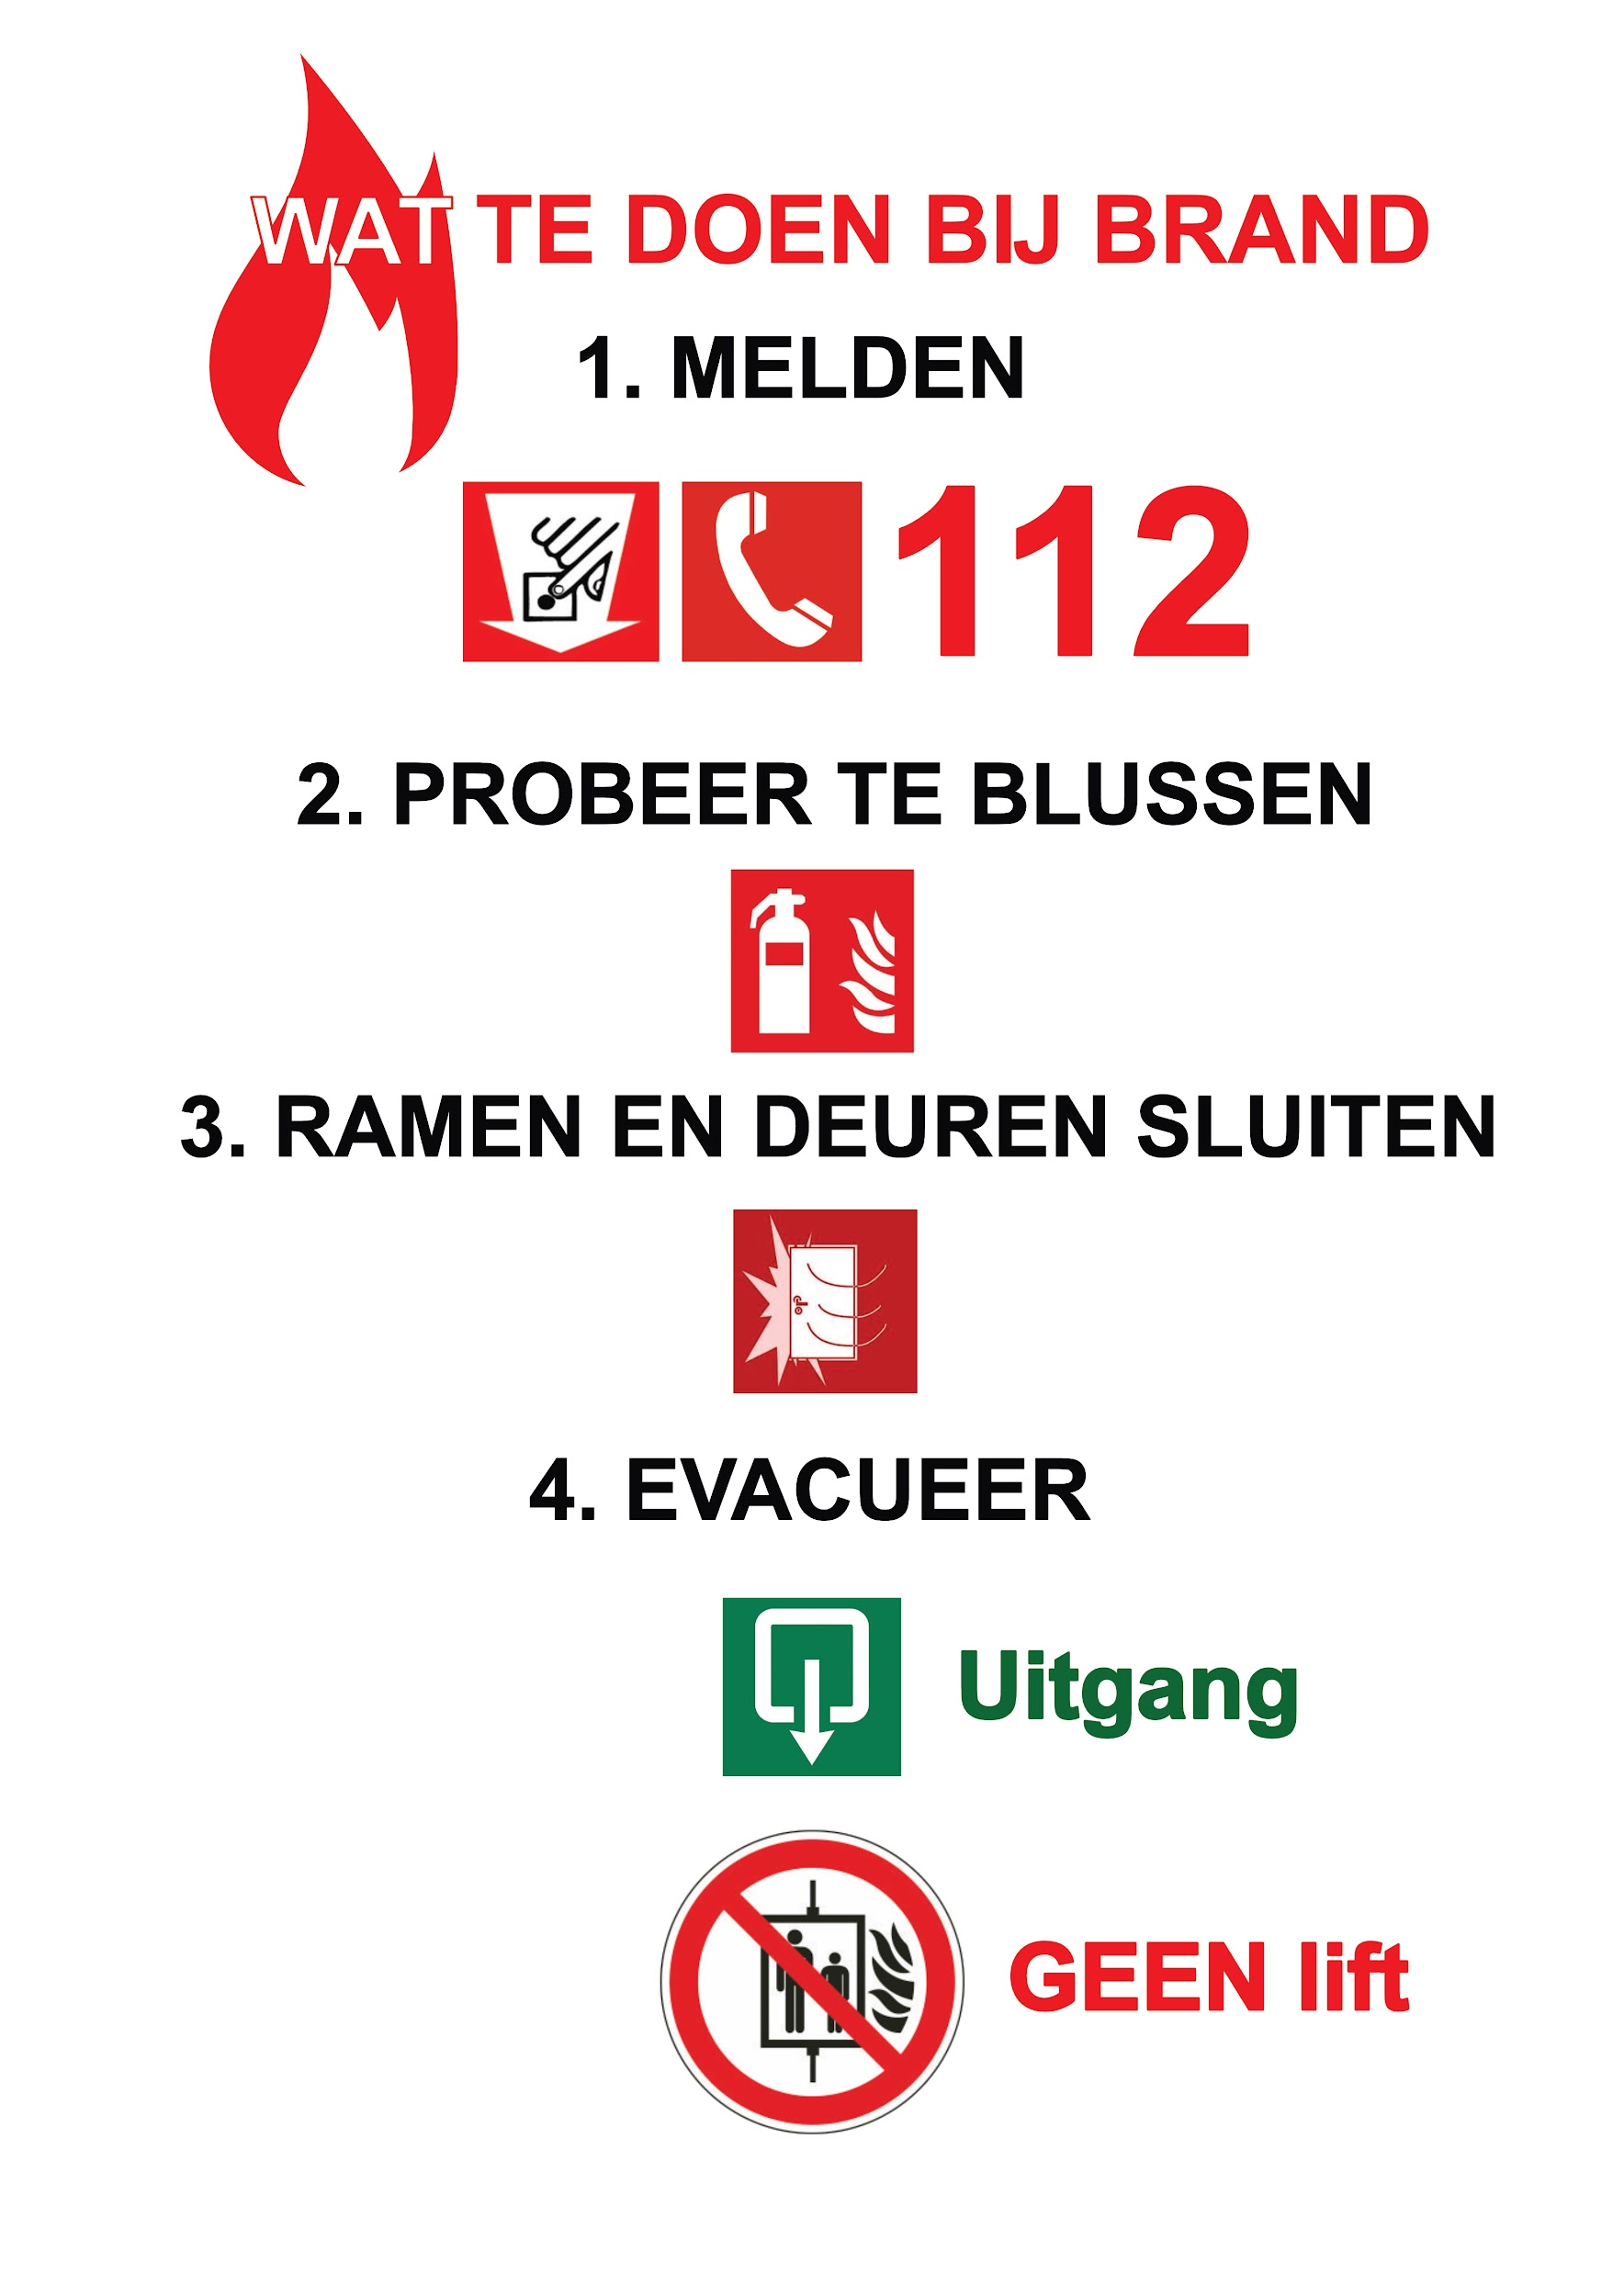 WAT TE DOEN BIJ BRAND
1. MELDEN
112
2. PROBEER TE BLUSSEN
3. RAMEN EN DEUREN SLUITEN
4. EVACUEER
Uitgang
GEEN lift